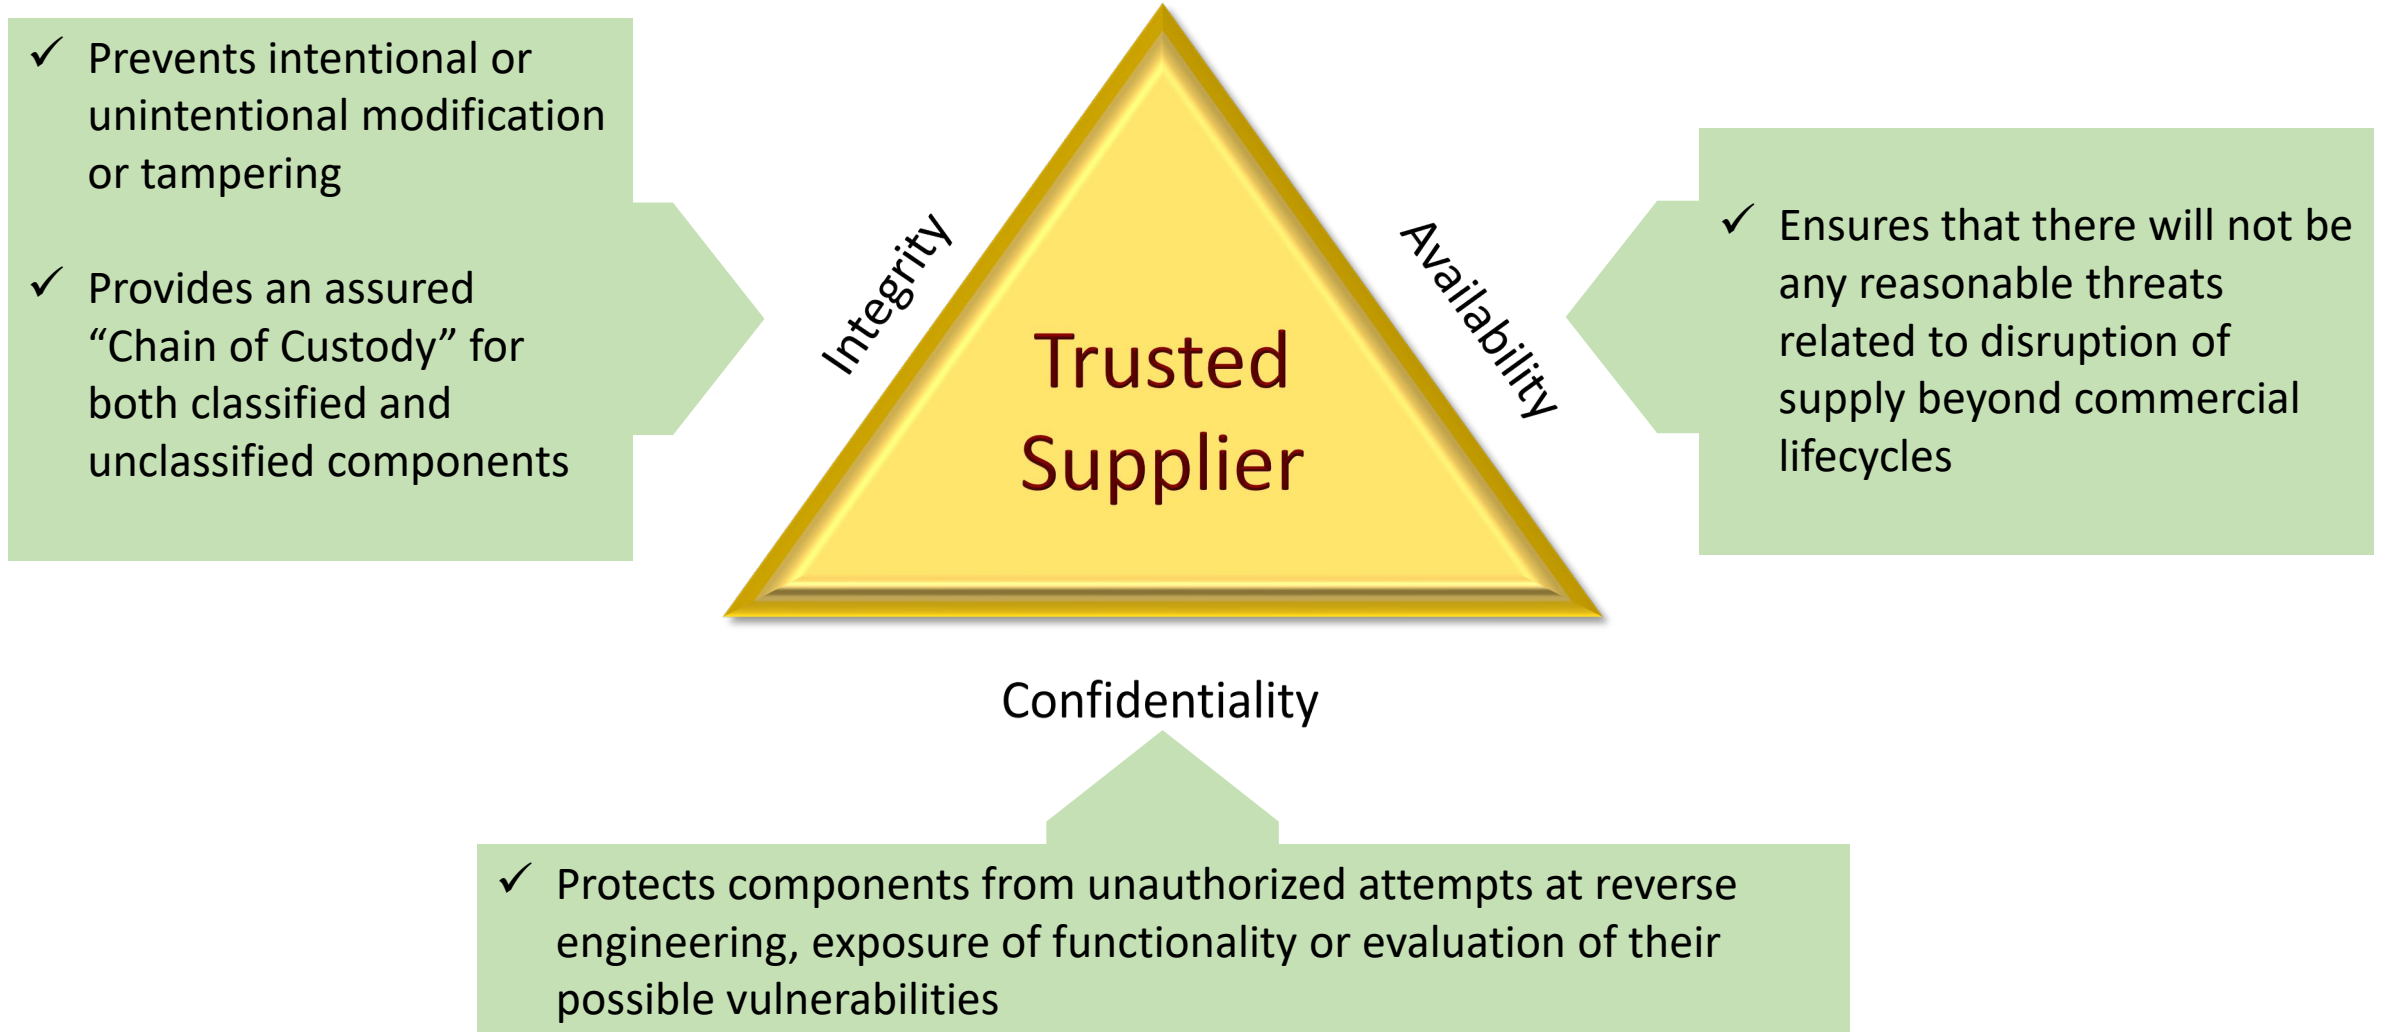 ✓ Prevents intentional or
unintentional modification
or tampering
✓ Provides an assured
“Chain of Custody” for
both classified and
unclassified components
Integrity
Trusted
Supplier
Availability
✓ Ensures that there will not be
any reasonable threats
related to disruption of
supply beyond commercial
lifecycles
Confidentiality
✓ Protects components from unauthorized attempts at reverse
engineering, exposure of functionality or evaluation of their
possible vulnerabilities